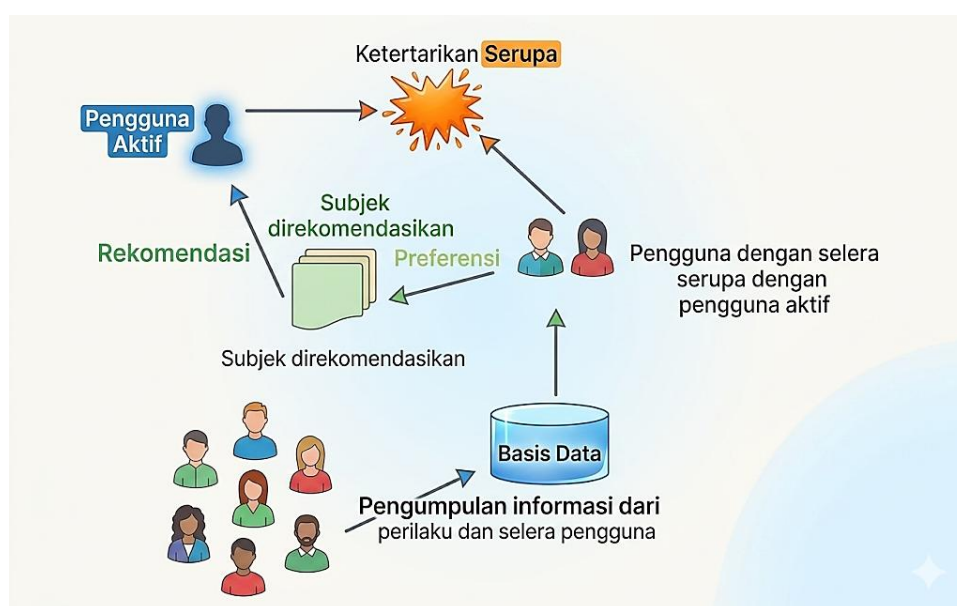 Ketertarikan Serupa
Pengguna
Aktif
Subjek
direkomendasikan
Rekomendasi
Preferensi
Pengguna dengan selera
serupa dengan
pengguna aktif
Subjek direkomendasikan
Basis Data
Pengumpulan informasi dari
perilaku dan selera pengguna